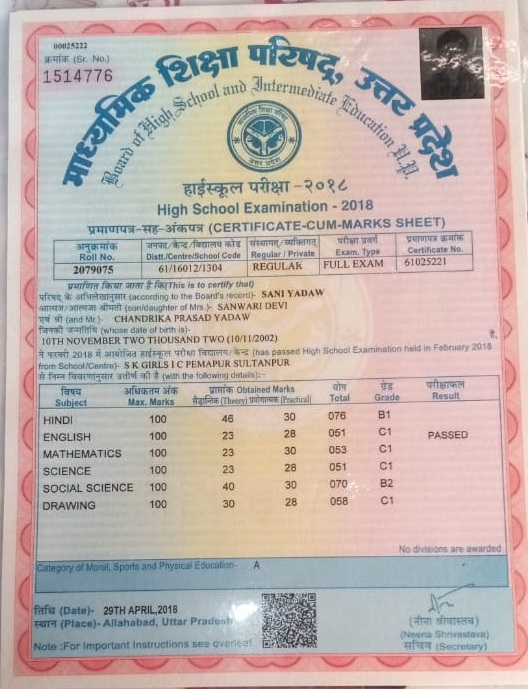 00025222
क्रमांक (Sr. No.)
1514776
माध्यमिक शिक्षा परिषद्, उत्तर प्रदेश
Board of High School and Intermediate Education U.P.
हाईस्कूल परीक्षा -२०१८
High School Examination - 2018
प्रमाणपत्र-सह-अंकपत्र (CERTIFICATE-CUM-MARKS SHEET)
अनुक्रमांक जनपद/केन्द्र/विद्यालय कोड संस्थागत/व्यक्तिगत परीक्षा प्रवर्ग प्रमाणपत्र क्रमांक
Roll No. Distt./Centre/School Code Regular / Private Exam. Type Certificate No.
2079075 61/16012/1304 REGULAR FULL EXAM 61025221
प्रमाणित किया जाता है कि(This is to certify that)
परिषद् के अभिलेखानुसार (according to the Board's record)- SANI YADAW
आत्मज/आत्मजा श्रीमती (son/daughter of Mrs.)- SANWARI DEVI
एवं श्री (and Mr.)- CHANDRIKA PRASAD YADAW
जिनकी जन्मतिथि (whose date of birth is)-
10TH NOVEMBER TWO THOUSAND TWO (10/11/2002) है,
ने फरवरी 2018 में आयोजित हाईस्कूल परीक्षा विद्यालय/केन्द्र (has passed High School Examination held in February 2018
from School/Centre)- S K GIRLS I C PEMAPUR SULTANPUR
से निम्न विवरणानुसार उत्तीर्ण की है (with the following details):-
विषय अधिकतम अंक प्राप्तांक Obtained Marks योग ग्रेड परीक्षाफल
Subject Max. Marks सैद्धान्तिक (Theory) प्रयोगात्मक (Practical) Total Grade Result
HINDI 100 46 30 076 B1
ENGLISH 100 23 28 051 C1 PASSED
MATHEMATICS 100 23 30 053 C1
SCIENCE 100 23 28 051 C1
SOCIAL SCIENCE 100 40 30 070 B2
DRAWING 100 30 28 058 C1
No divisions are awarded
Category of Moral, Sports and Physical Education- A
तिथि (Date)- 29TH APRIL,2018
स्थान (Place)- Allahabad, Uttar Pradesh
(नीना श्रीवास्तव)
(Neena Shrivastava)
सचिव (Secretary)
Note :For Important Instructions see overleaf.